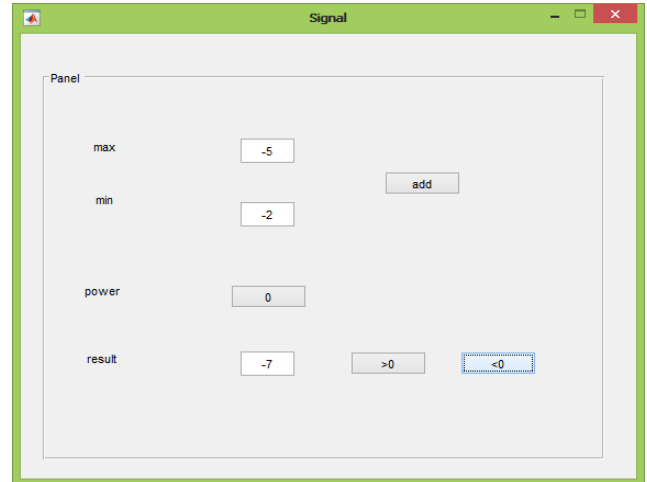 Signal
Panel
max
-5
add
min
-2
power
0
result
-7
>0
<0